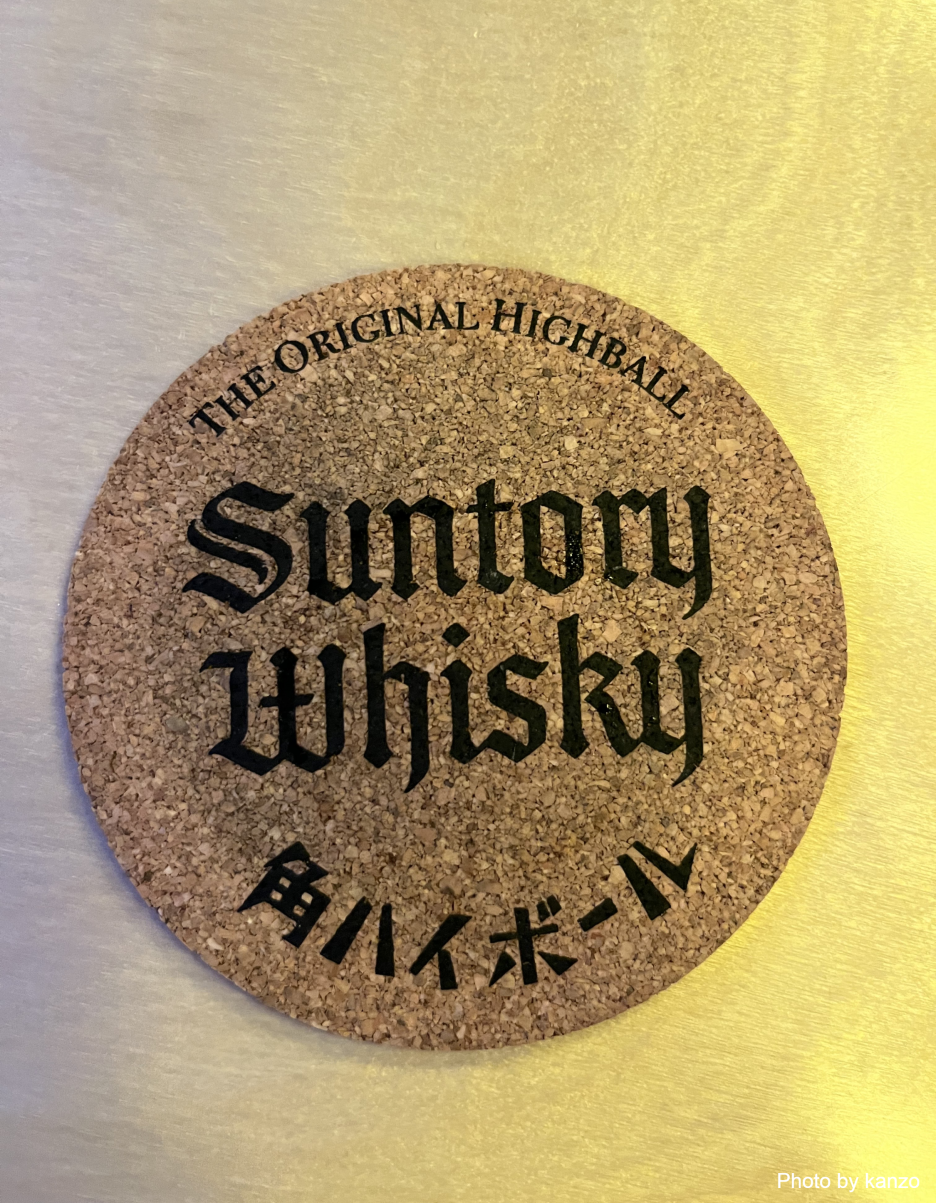 THE ORIGINAL HIGHBALL
Suntory
Whisky
角ハイボール
Photo by kanzo